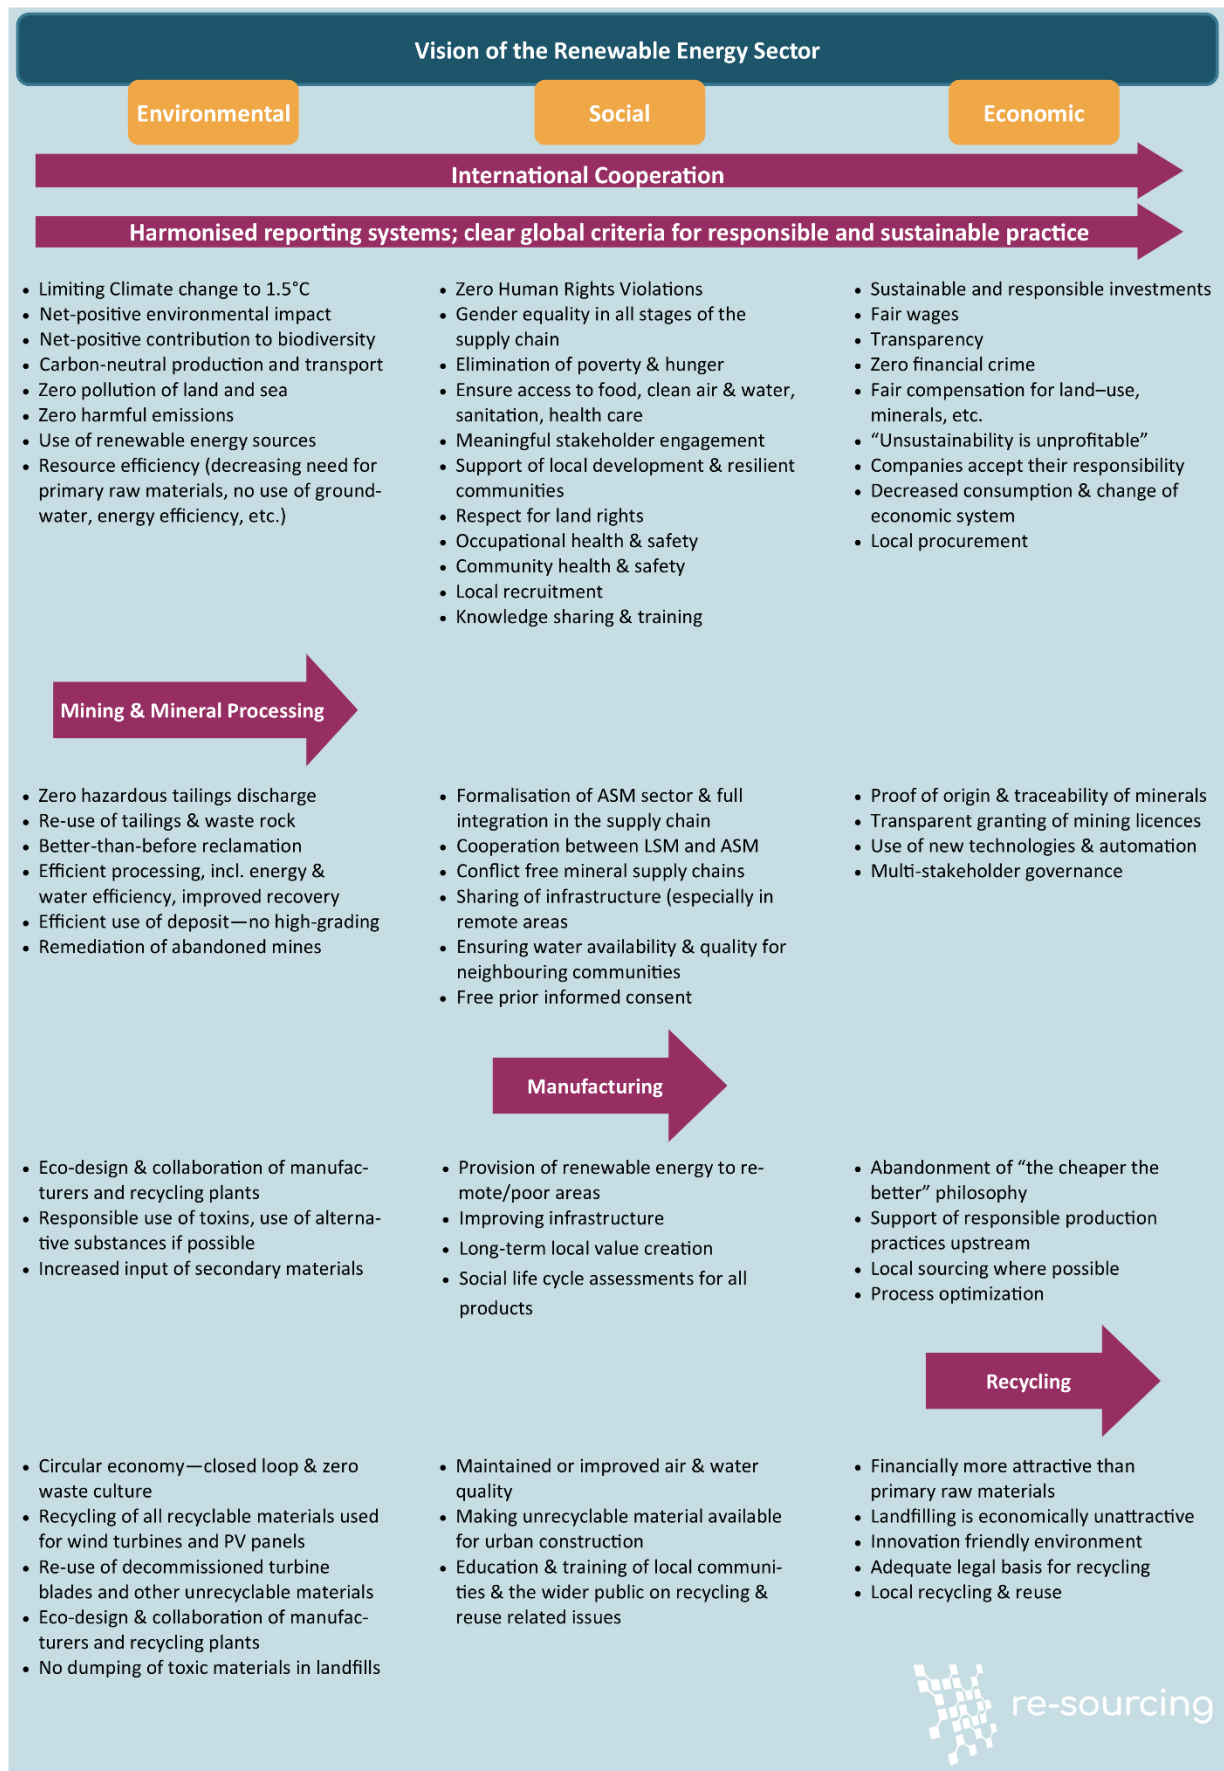 Vision of the Renewable Energy Sector
Environmental
Social
Economic
International Cooperation
Harmonised reporting systems; clear global criteria for responsible and sustainable practice
• Limiting Climate change to 1.5°C
• Net-positive environmental impact
• Net-positive contribution to biodiversity
• Carbon-neutral production and transport
• Zero pollution of land and sea
• Zero harmful emissions
• Use of renewable energy sources
• Resource efficiency (decreasing need for
primary raw materials, no use of ground-
water, energy efficiency, etc.)
• Zero Human Rights Violations
• Gender equality in all stages of the
supply chain
• Elimination of poverty & hunger
• Ensure access to food, clean air & water,
sanitation, health care
• Meaningful stakeholder engagement
• Support of local development & resilient
communities
• Respect for land rights
• Occupational health & safety
• Community health & safety
• Local recruitment
• Knowledge sharing & training
• Sustainable and responsible investments
• Fair wages
• Transparency
• Zero financial crime
• Fair compensation for land–use,
minerals, etc.
• “Unsustainability is unprofitable”
• Companies accept their responsibility
• Decreased consumption & change of
economic system
• Local procurement
Mining & Mineral Processing
• Zero hazardous tailings discharge
• Re-use of tailings & waste rock
• Better-than-before reclamation
• Efficient processing, incl. energy &
water efficiency, improved recovery
• Efficient use of deposit—no high-grading
• Remediation of abandoned mines
• Formalisation of ASM sector & full
integration in the supply chain
• Cooperation between LSM and ASM
• Conflict free mineral supply chains
• Sharing of infrastructure (especially in
remote areas
• Ensuring water availability & quality for
neighbouring communities
• Free prior informed consent
• Proof of origin & traceability of minerals
• Transparent granting of mining licences
• Use of new technologies & automation
• Multi-stakeholder governance
Manufacturing
• Eco-design & collaboration of manufac-
turers and recycling plants
• Responsible use of toxins, use of alterna-
tive substances if possible
• Increased input of secondary materials
• Provision of renewable energy to re-
mote/poor areas
• Improving infrastructure
• Long-term local value creation
• Social life cycle assessments for all
products
• Abandonment of “the cheaper the
better” philosophy
• Support of responsible production
practices upstream
• Local sourcing where possible
• Process optimization
Recycling
• Circular economy—closed loop & zero
waste culture
• Recycling of all recyclable materials used
for wind turbines and PV panels
• Re-use of decommissioned turbine
blades and other unrecyclable materials
• Eco-design & collaboration of manufac-
turers and recycling plants
• No dumping of toxic materials in landfills
• Maintained or improved air & water
quality
• Making unrecyclable material available
for urban construction
• Education & training of local communi-
ties & the wider public on recycling &
reuse related issues
• Financially more attractive than
primary raw materials
• Landfilling is economically unattractive
• Innovation friendly environment
• Adequate legal basis for recycling
• Local recycling & reuse
re-sourcing